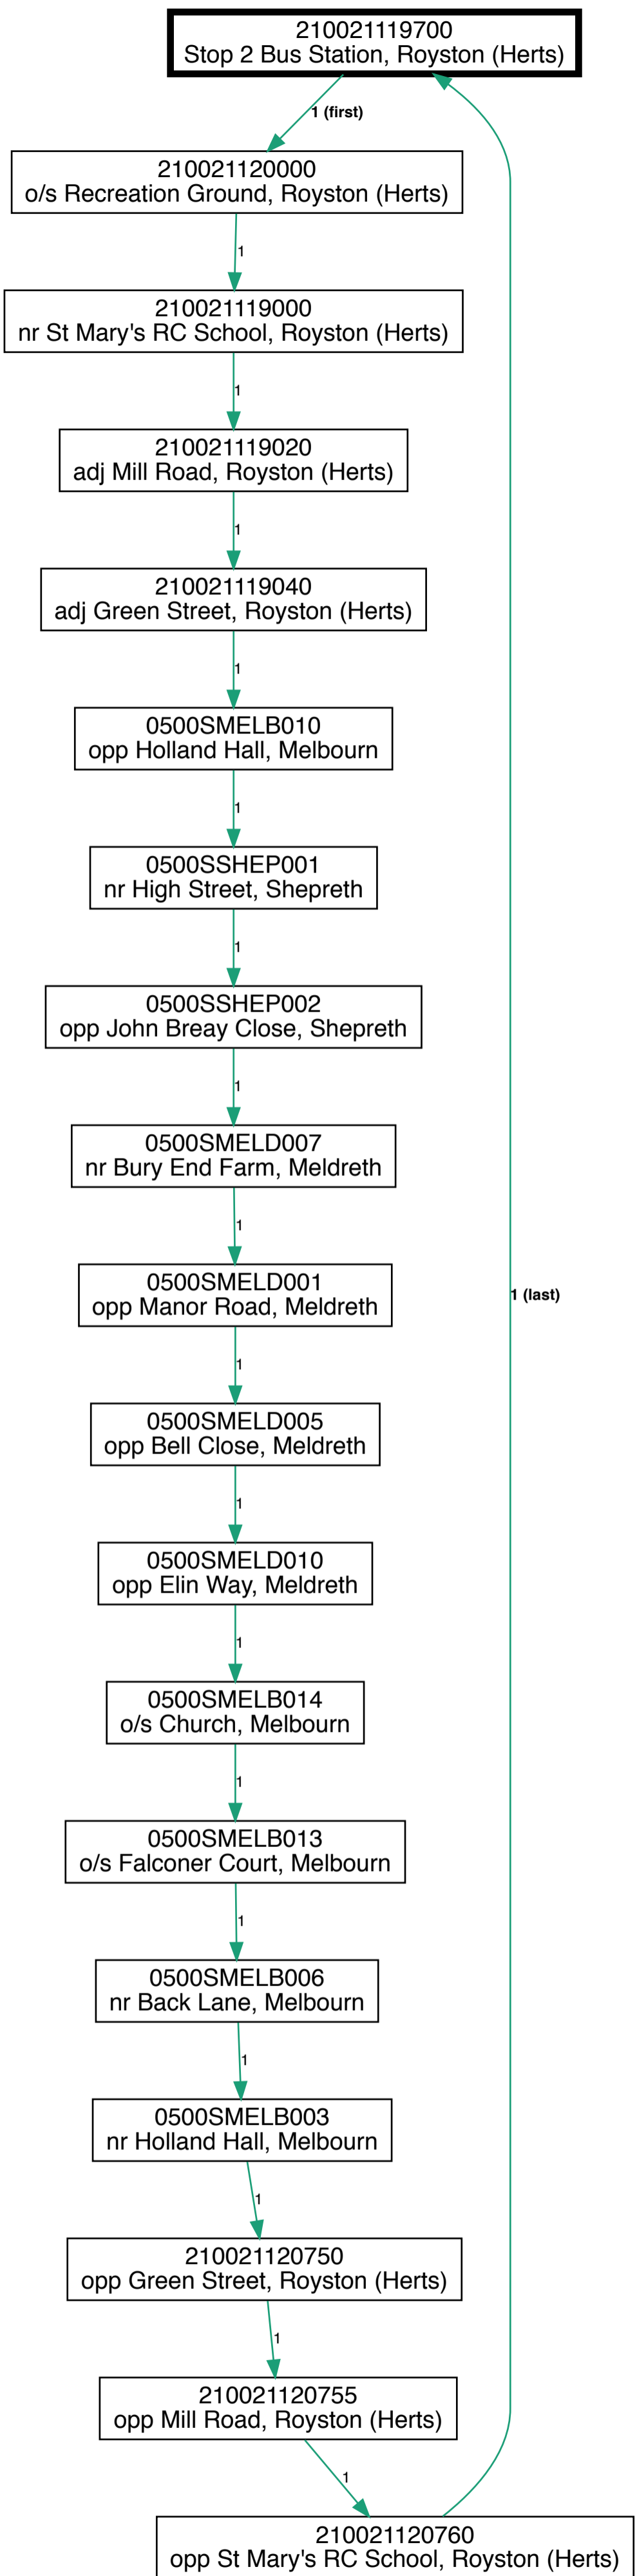 210021119700
Stop 2 Bus Station, Royston (Herts)
1 (first)
210021120000
o/s Recreation Ground, Royston (Herts)
1
210021119000
nr St Mary's RC School, Royston (Herts)
1
210021119020
adj Mill Road, Royston (Herts)
1
210021119040
adj Green Street, Royston (Herts)
1
0500SMELB010
opp Holland Hall, Melbourn
1
0500SSHEP001
nr High Street, Shepreth
1
0500SSHEP002
opp John Breay Close, Shepreth
1
0500SMELD007
nr Bury End Farm, Meldreth
1
0500SMELD001
opp Manor Road, Meldreth
1 (last)
1
0500SMELD005
opp Bell Close, Meldreth
1
0500SMELD010
opp Elin Way, Meldreth
1
0500SMELB014
o/s Church, Melbourn
1
0500SMELB013
o/s Falconer Court, Melbourn
1
0500SMELB006
nr Back Lane, Melbourn
1
0500SMELB003
nr Holland Hall, Melbourn
1
210021120750
opp Green Street, Royston (Herts)
1
210021120755
opp Mill Road, Royston (Herts)
1
210021120760
opp St Mary's RC School, Royston (Herts)